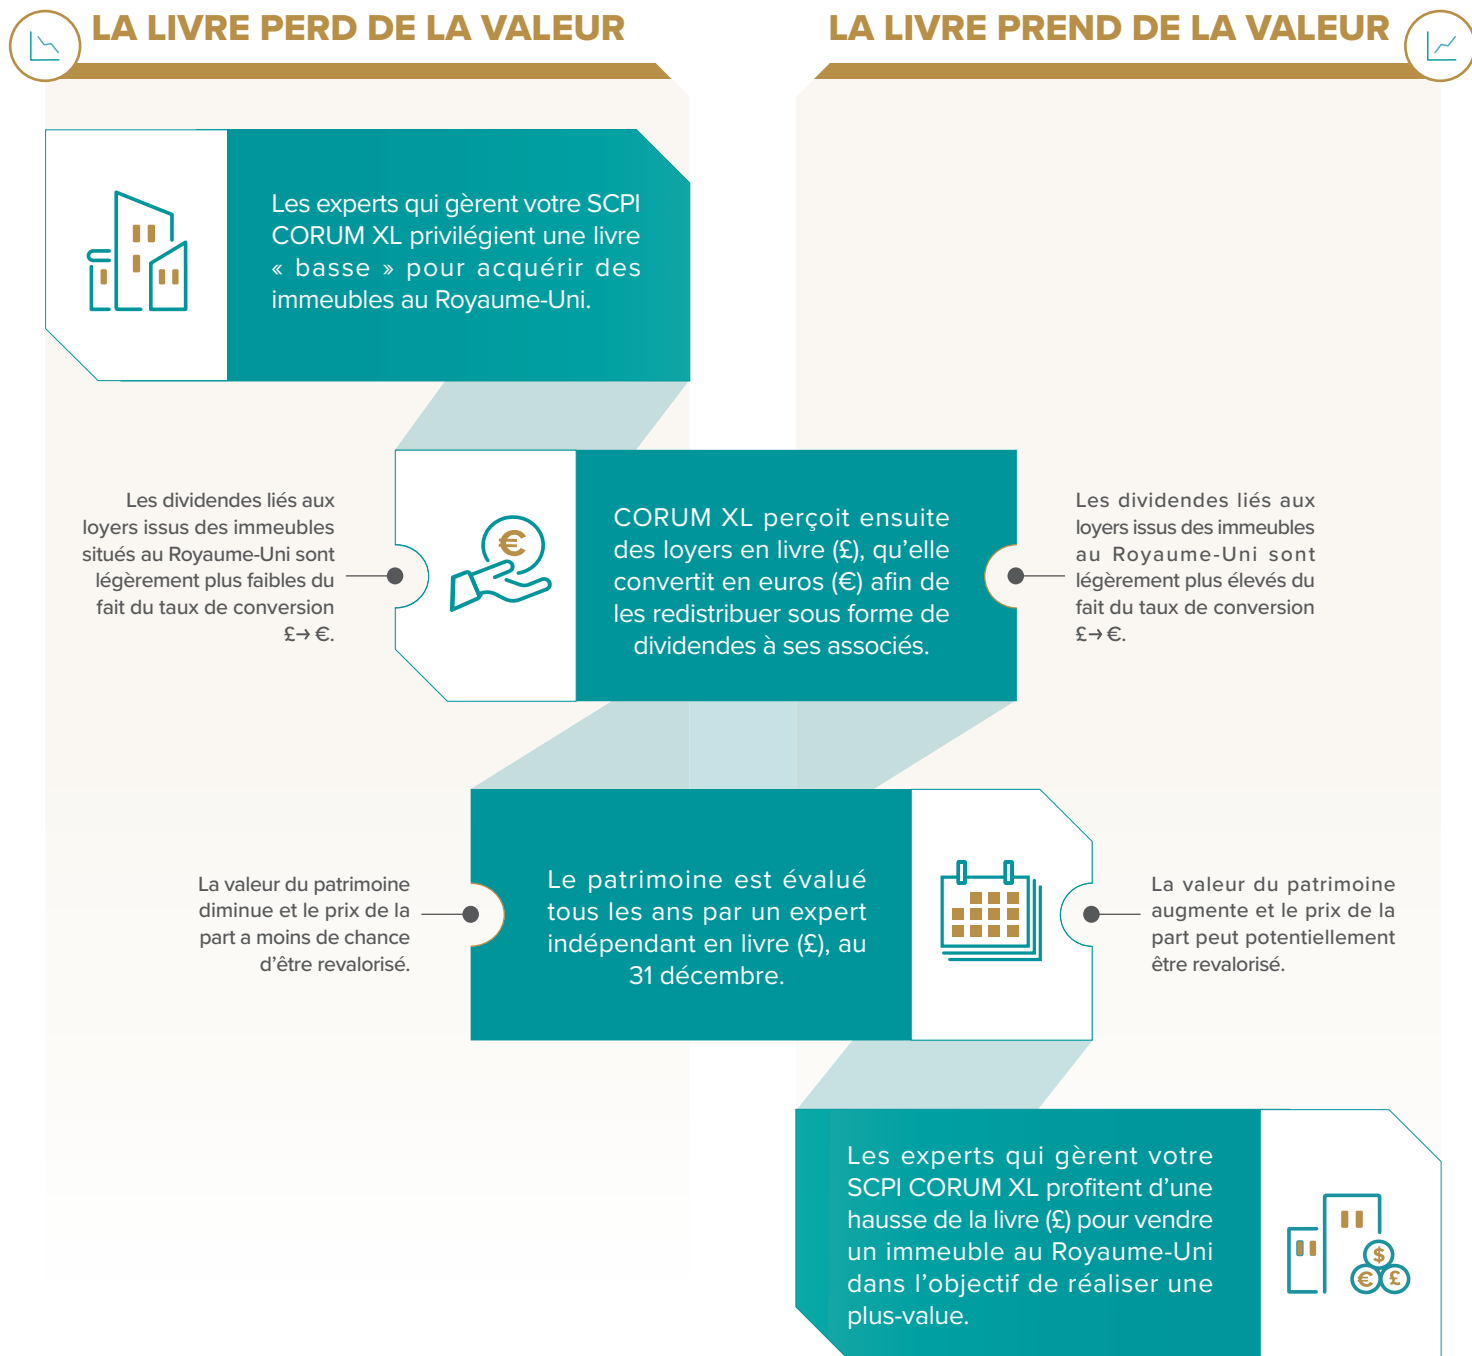 LA LIVRE PERD DE LA VALEUR
LA LIVRE PREND DE LA VALEUR
Les experts qui gèrent votre SCPI
CORUM XL privilégient une livre
« basse » pour acquérir des
immeubles au Royaume-Uni.
Les dividendes liés aux
loyers issus des immeubles
situés au Royaume-Uni sont
légèrement plus faibles du
fait du taux de conversion
£→ €.
€
CORUM XL perçoit ensuite
des loyers en livre (£), qu’elle
convertit en euros (€) afin de
les redistribuer sous forme de
dividendes à ses associés.
Les dividendes liés aux
loyers issus des immeubles
au Royaume-Uni sont
légèrement plus élevés du
fait du taux de conversion
£→ €.
La valeur du patrimoine
diminue et le prix de la
part a moins de chance
d’être revalorisé.
Le patrimoine est évalué
tous les ans par un expert
indépendant en livre (£), au
31 décembre.
La valeur du patrimoine
augmente et le prix de la
part peut potentiellement
être revalorisé.
Les experts qui gèrent votre
SCPI CORUM XL profitent d’une
hausse de la livre (£) pour vendre
un immeuble au Royaume-Uni
dans l’objectif de réaliser une
plus-value.
$
€ £